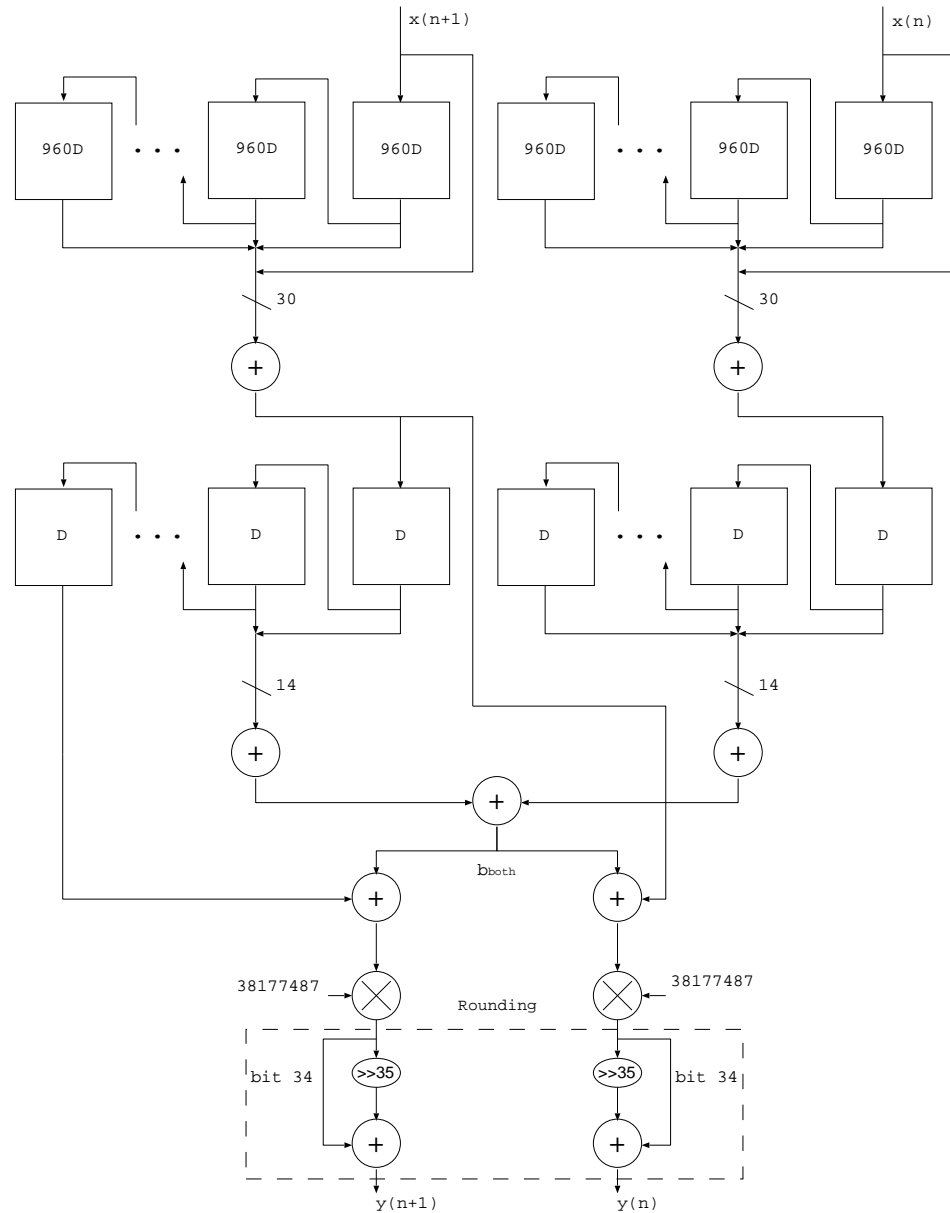 x(n+1) x(n)
960D 960D 960D 960D 960D 960D
30 30
+ +
D D D D D D
14 14
+ +
+
bboth
+ +
38177487 38177487
Rounding
bit 34 >>35 >>35 bit 34
+ +
y(n+1) y(n)